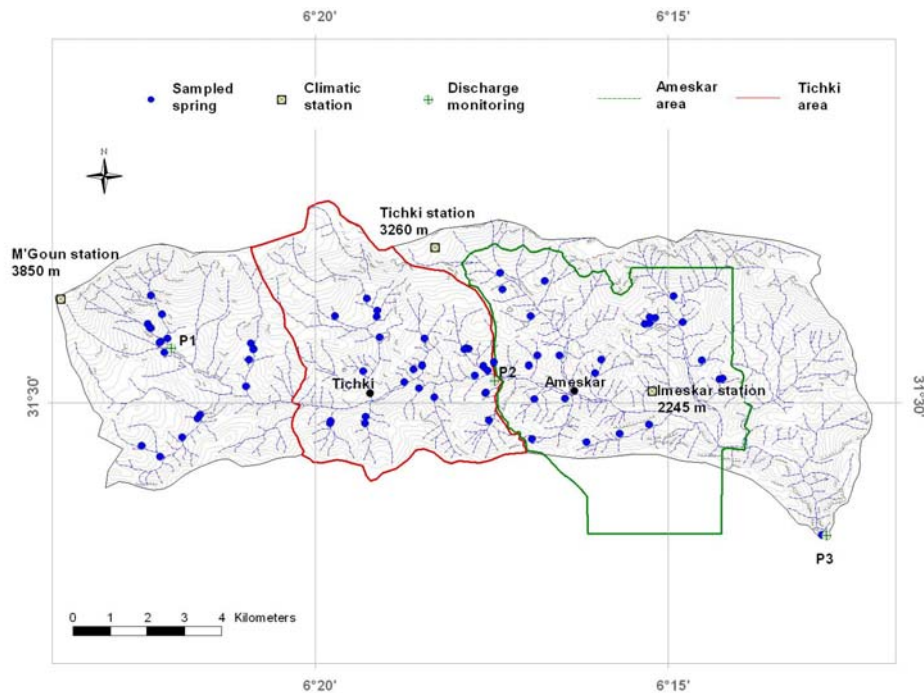 6°20' 6°15'
Sampled spring
Climatic station
Discharge monitoring
Ameskar area
Tichki area
N
Tichki station
3260 m
M'Goun station
3850 m
P1
P2
Tichki
Ameskar
Imeskar station
2245 m
31°30' 31°30'
P3
0 1 2 3 4 Kilometers
6°20' 6°15'